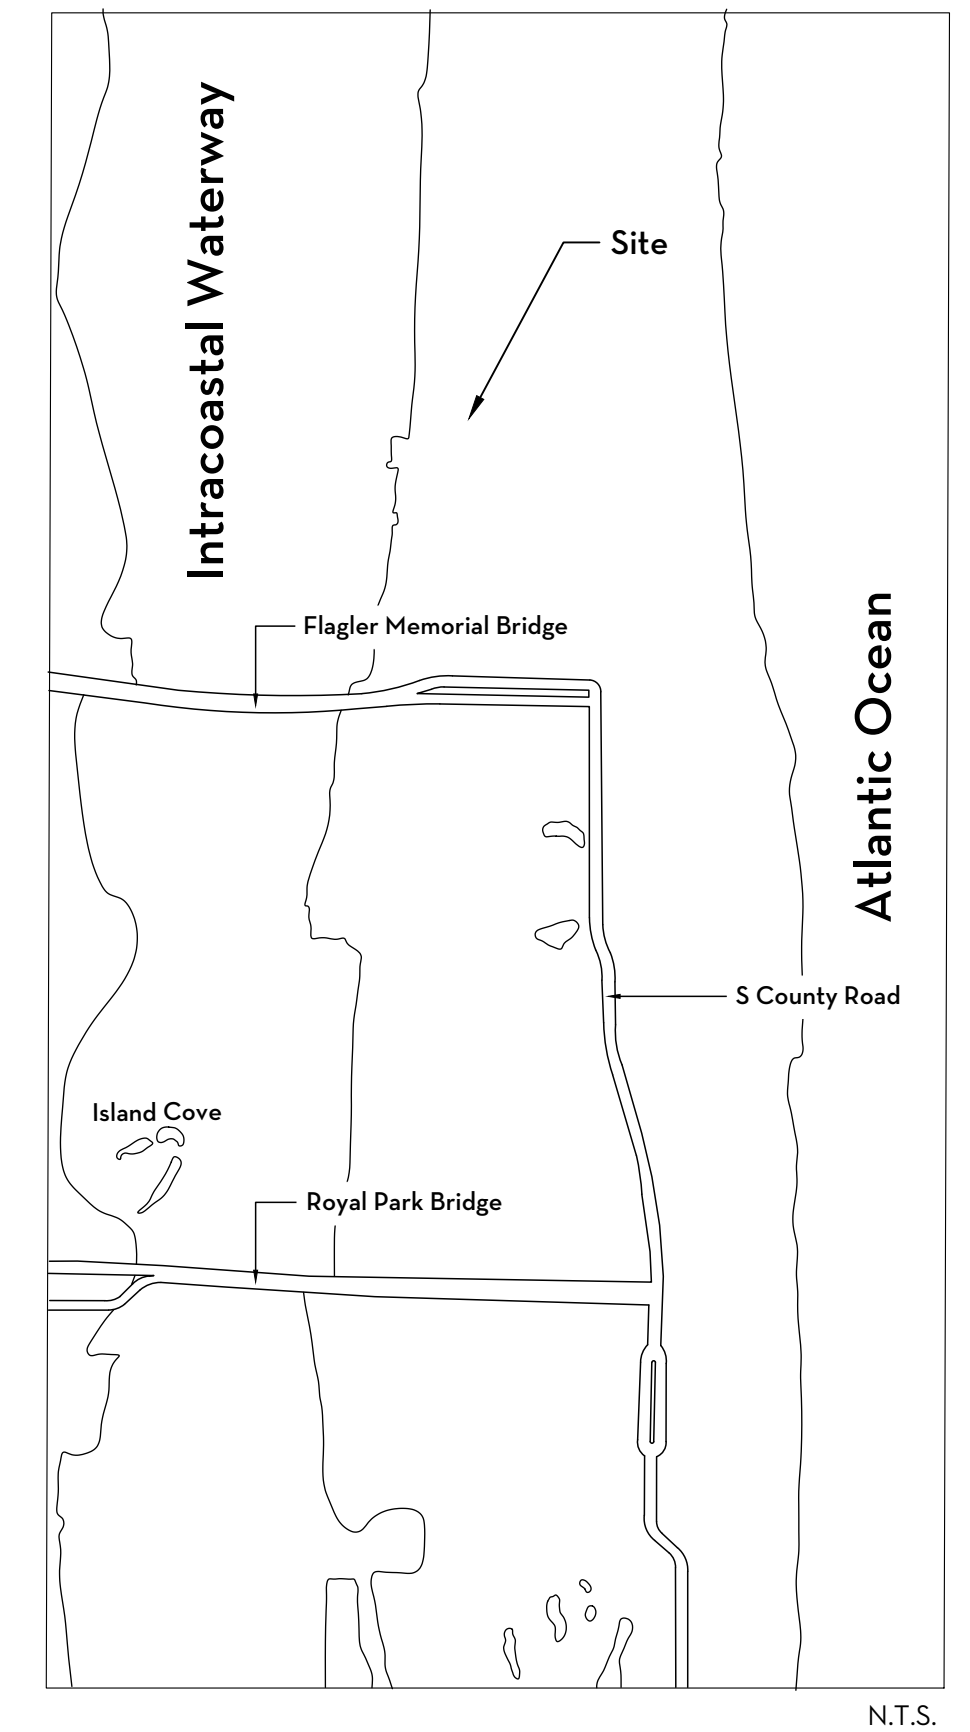 Intracoastal Waterway
Site
Flagler Memorial Bridge
Atlantic Ocean
S County Road
Island Cove
Royal Park Bridge
N.T.S.